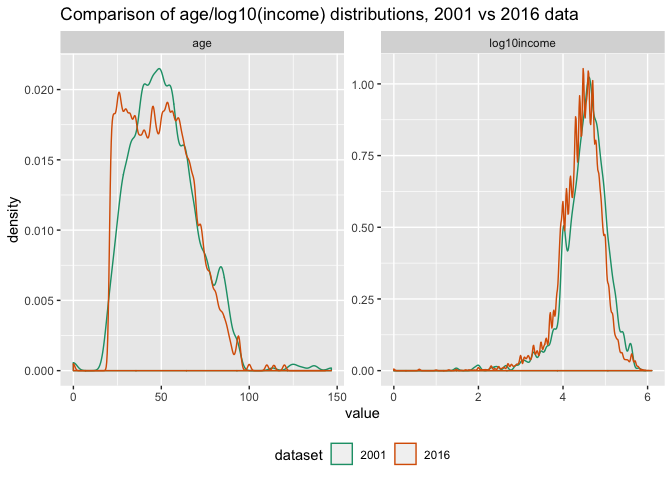 Comparison of age/log10(income) distributions, 2001 vs 2016 data
age
log10income
density
0.020
0.015
0.010
0.005
0.000
0 50 100 150
1.00
0.75
0.50
0.25
0.00
0 2 4 6
value
dataset 2001 2016